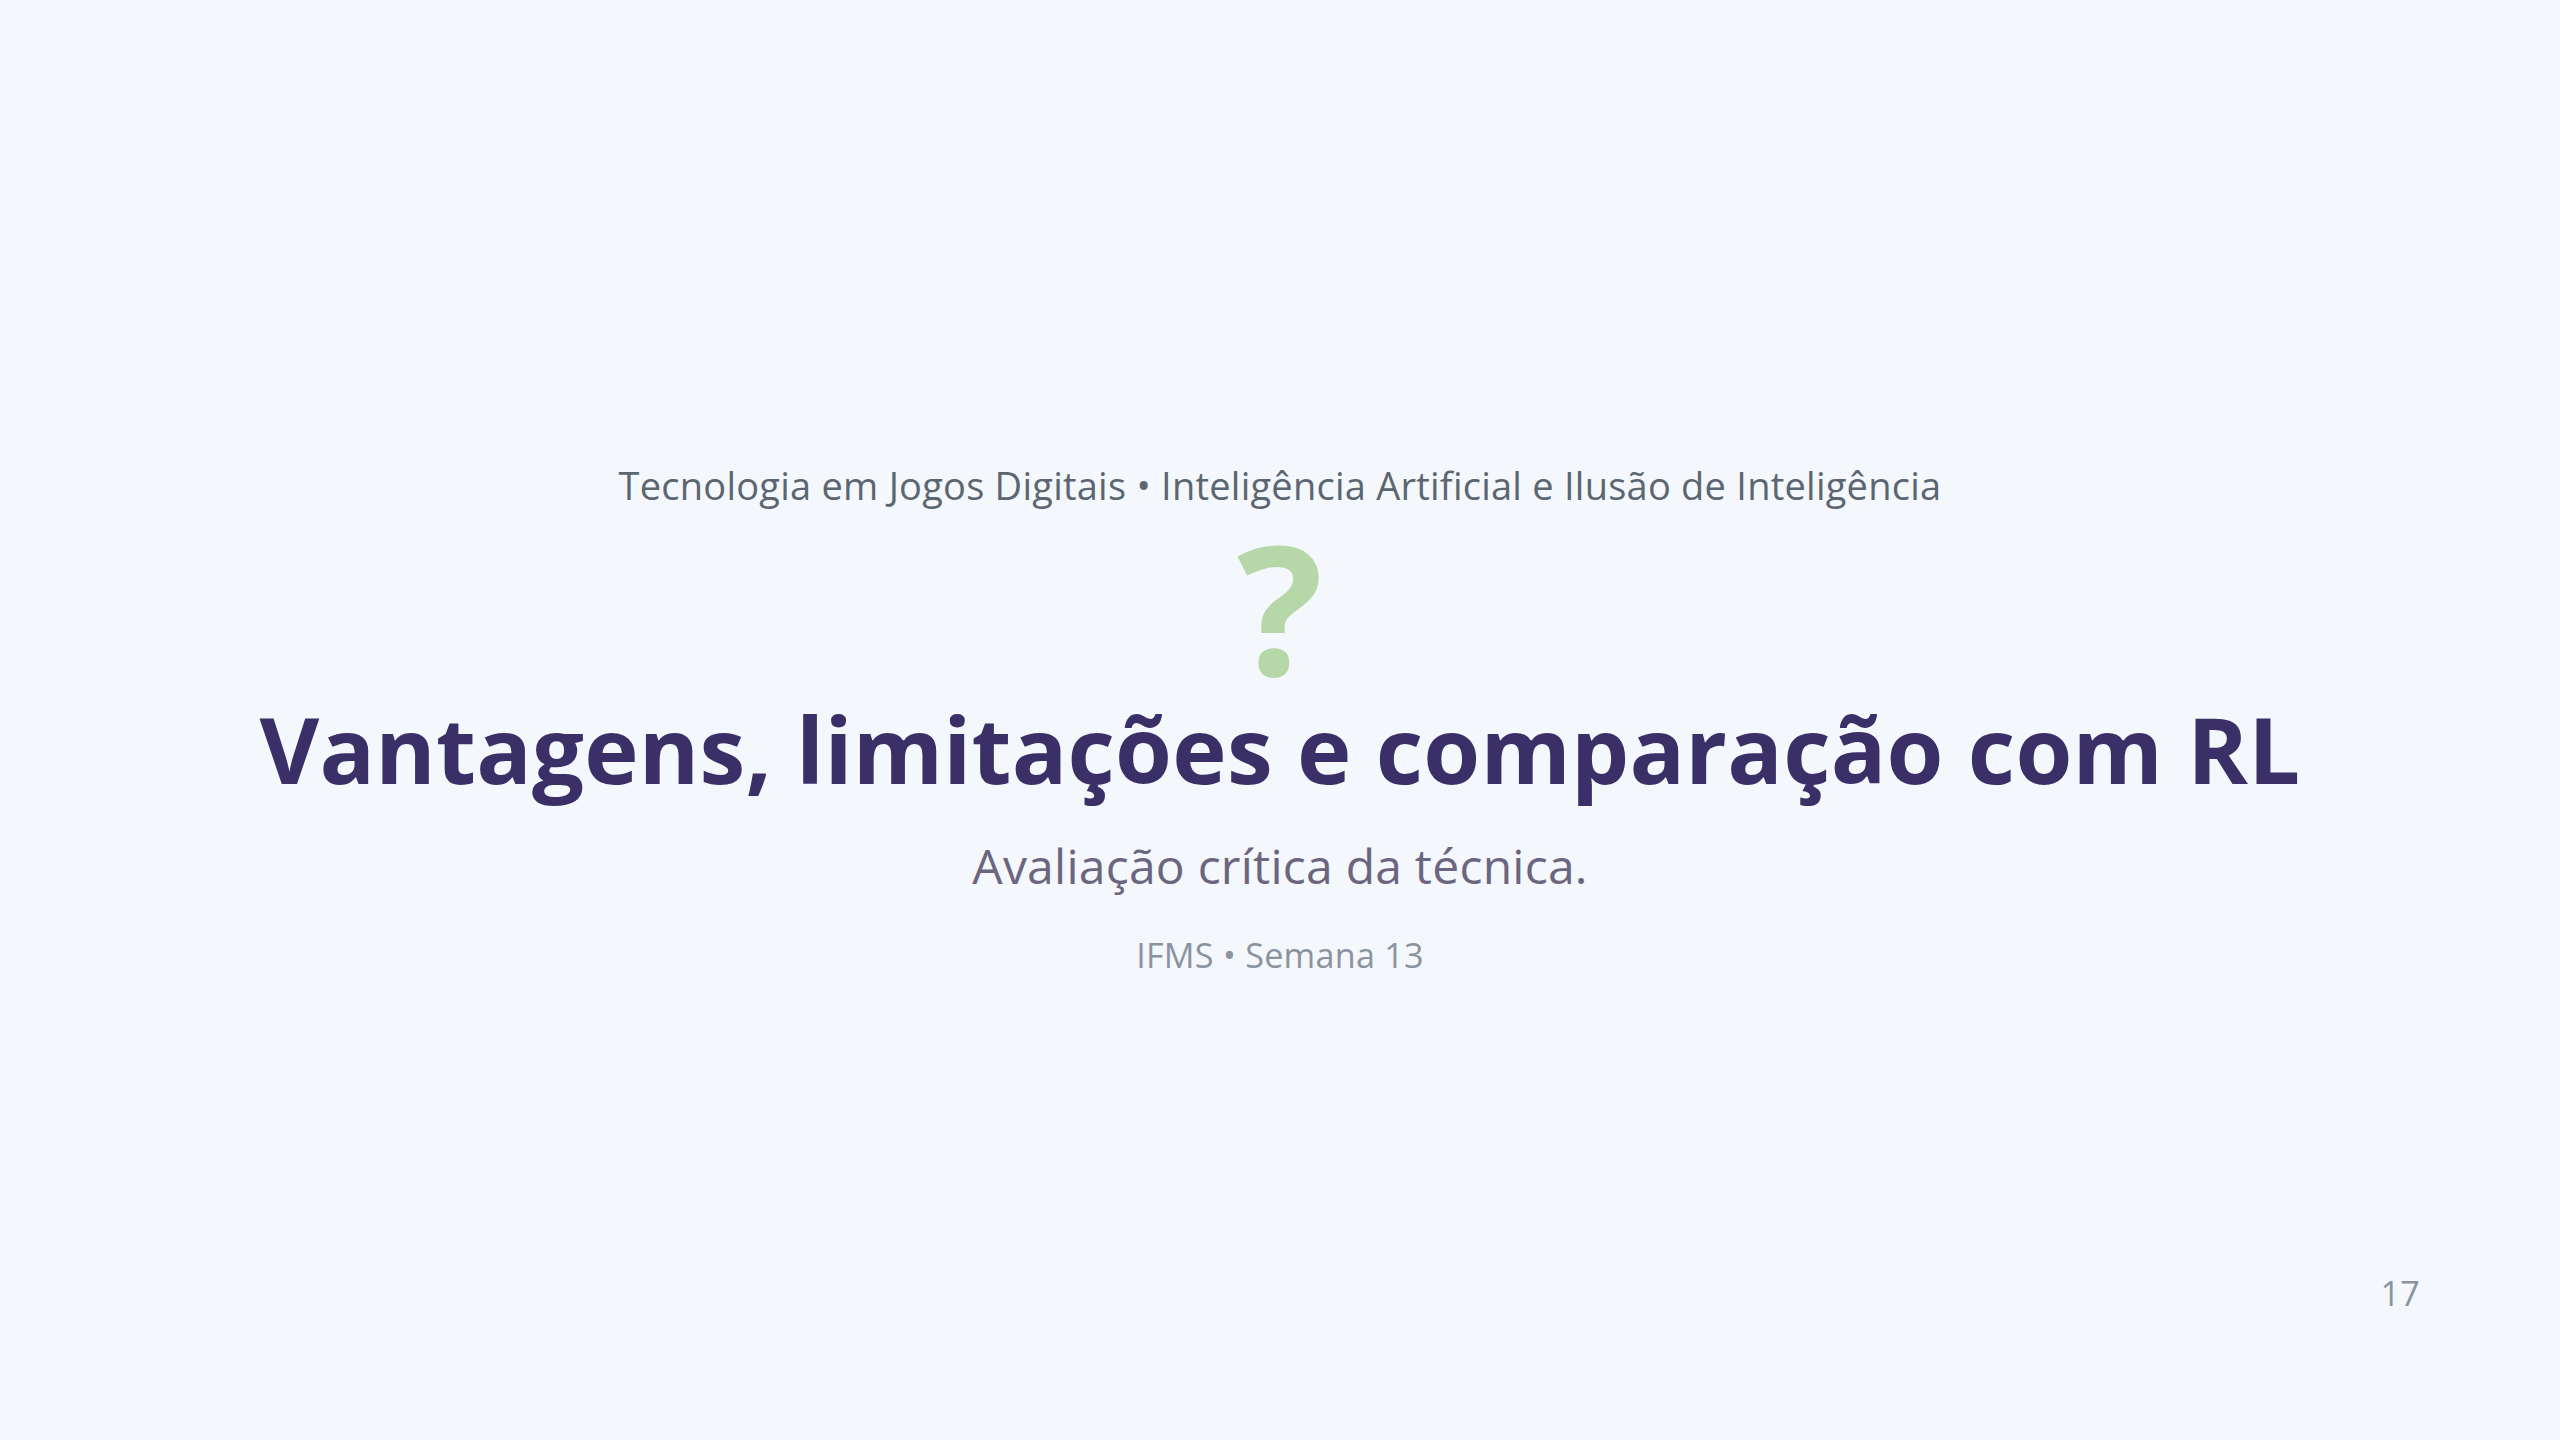 Tecnologia em Jogos Digitais • Inteligência Artificial e Ilusão de Inteligência
?
Vantagens, limitações e comparação com RL
Avaliação crítica da técnica.
IFMS • Semana 13
17